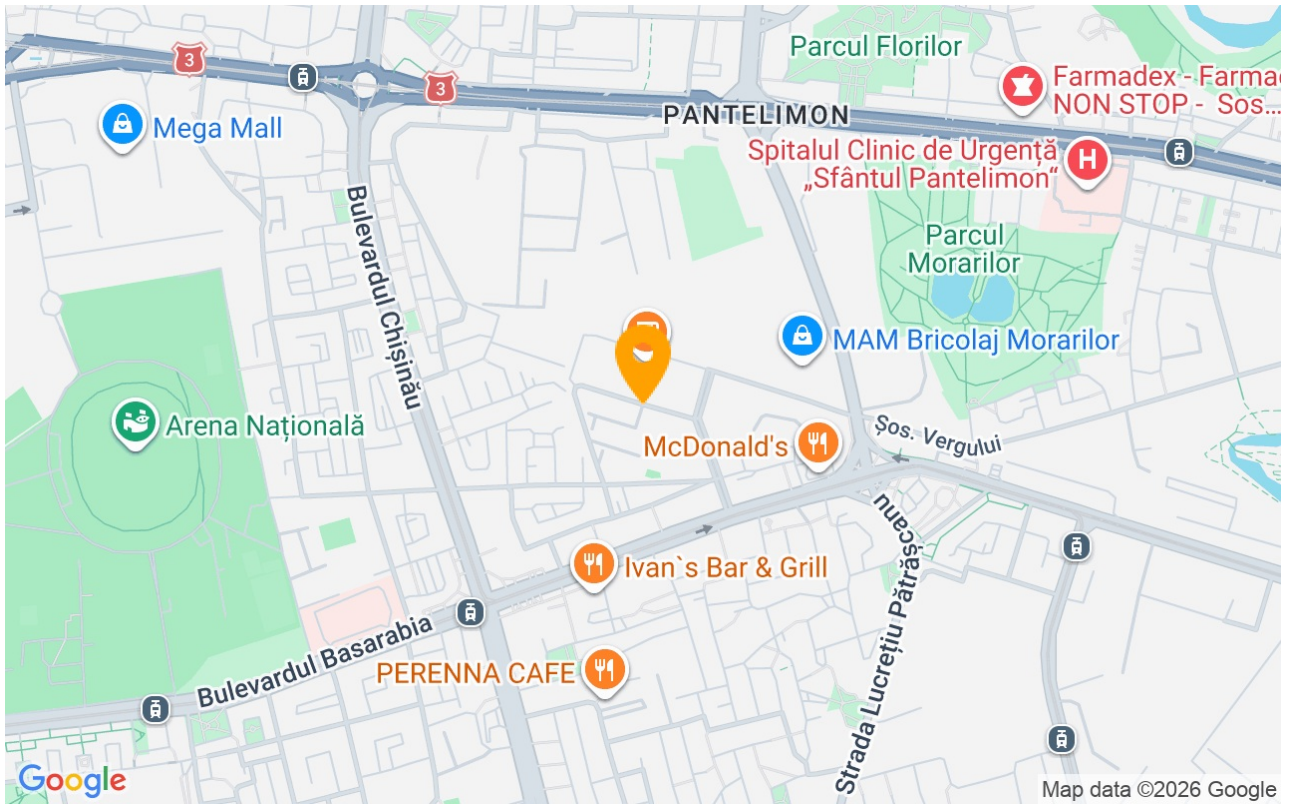 Parcul Florilor
3
3
Farmadex - Farmac
NON STOP - Sos...
PANTELIMON
Mega Mall
Spitalul Clinic de Urgență
„Sfântul Pantelimon“
H
Bulevardul Chișinău
Parcul
Morarilor
MAM Bricolaj Morarilor
Arena Națională
McDonald's
Șos. Vergului
Ivan`s Bar & Grill
Strada Lucrețiu Pătrășcanu
Bulevardul Basarabia
PERENNA CAFE
Google
Map data ©2026 Google